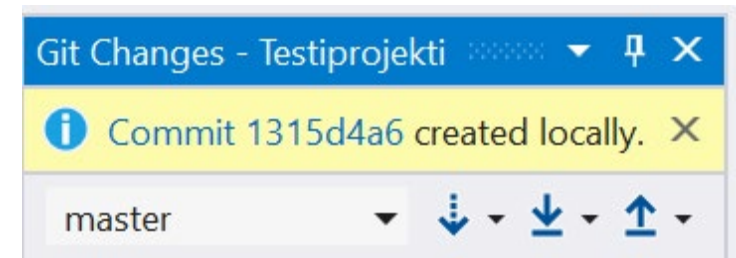 Git Changes - Testiprojekti
Commit 1315d4a6 created locally.
master